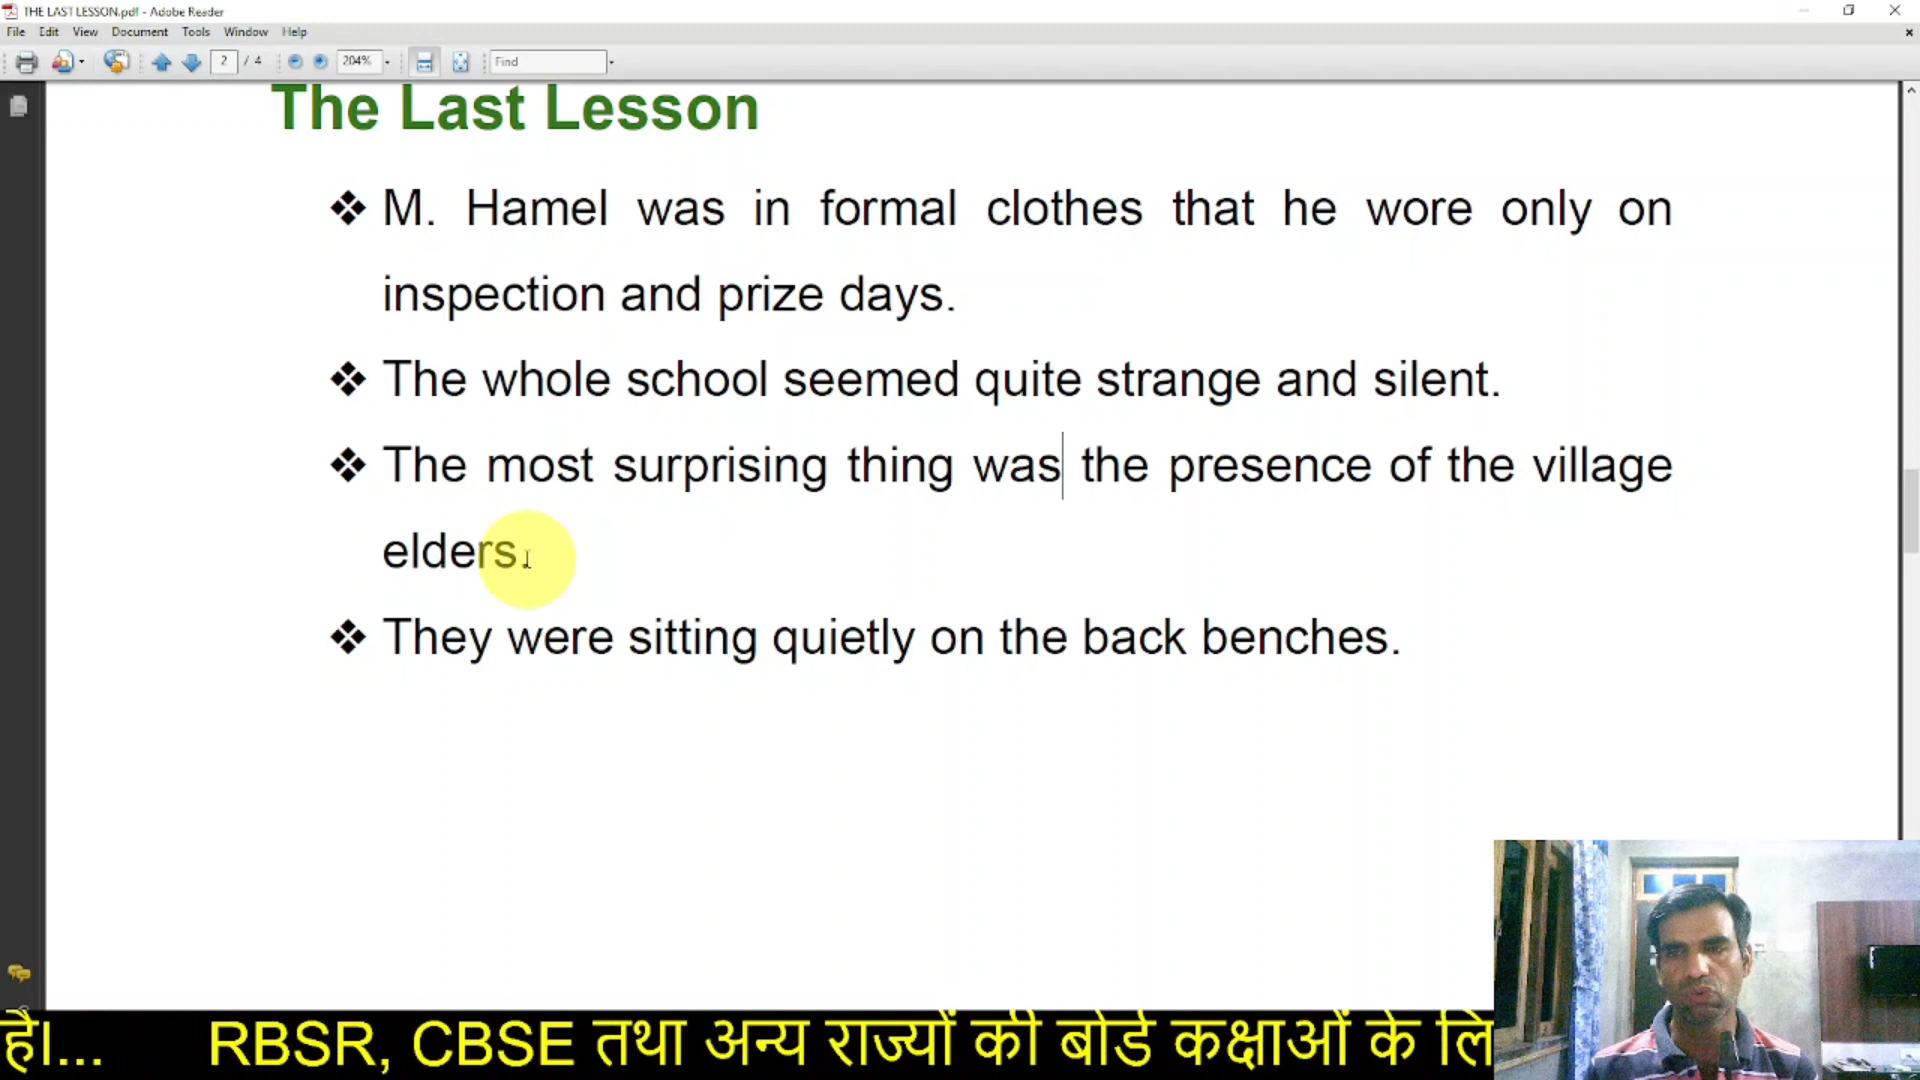 THE LAST LESSON.pdf - Adobe Reader
File Edit View Document Tools Window Help
2 / 4 204% Find
The Last Lesson
❖ M. Hamel was in formal clothes that he wore only on
inspection and prize days.
❖ The whole school seemed quite strange and silent.
❖ The most surprising thing was the presence of the village
elders.
❖ They were sitting quietly on the back benches.
है।... RBSR, CBSE तथा अन्य राज्यों की बोर्ड कक्षाओं के लि